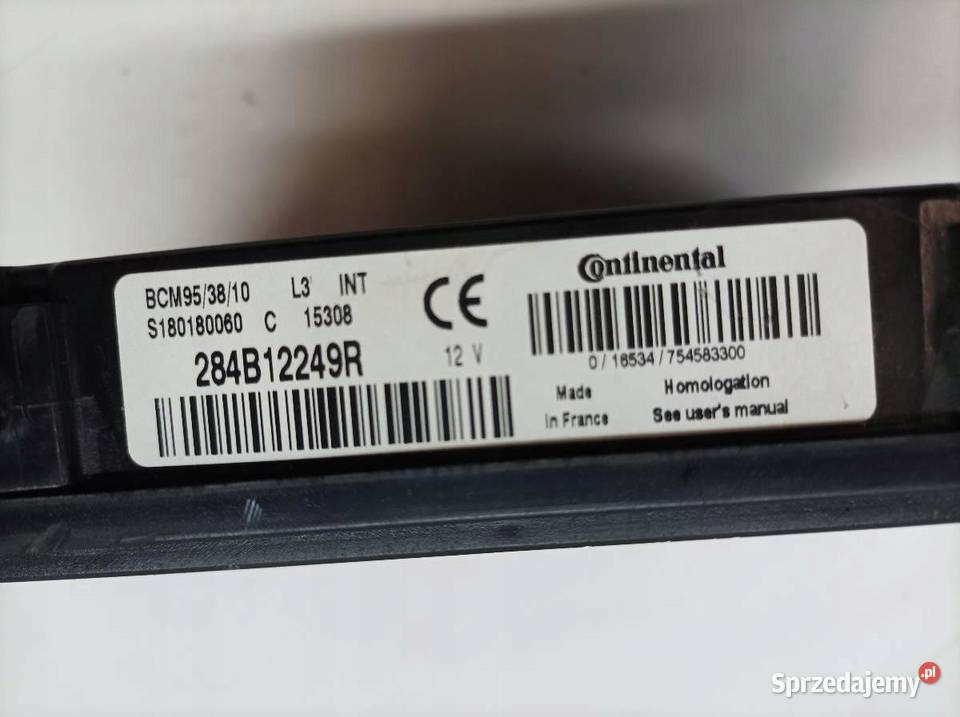 BCM95/38/10 L3 INT
S180180060 C 15308
284B12249R
12 V
CE
Continental
0/18534/754583300
Made
in France
Homologation
See user's manual
Sprzedajemy.pl